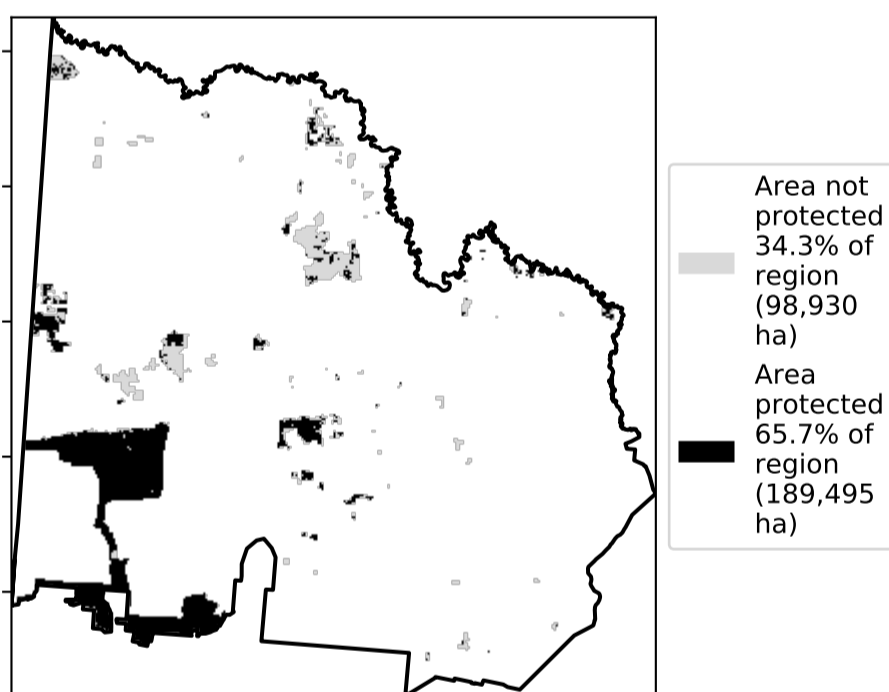 Area not
protected
34.3% of
region
(98,930
ha)
Area
protected
65.7% of
region
(189,495
ha)